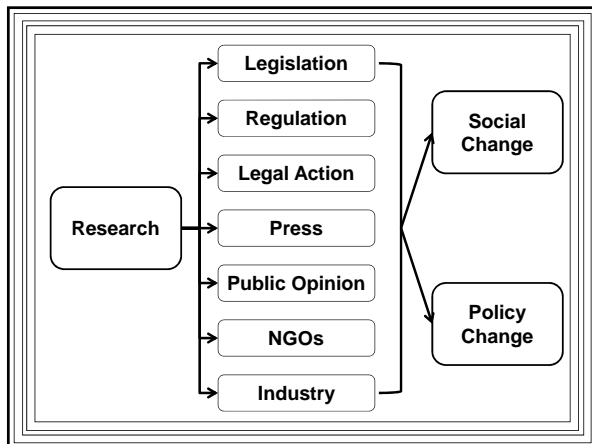 Research
Legislation
Regulation
Legal Action
Press
Public Opinion
NGOs
Industry
Social
Change
Policy
Change